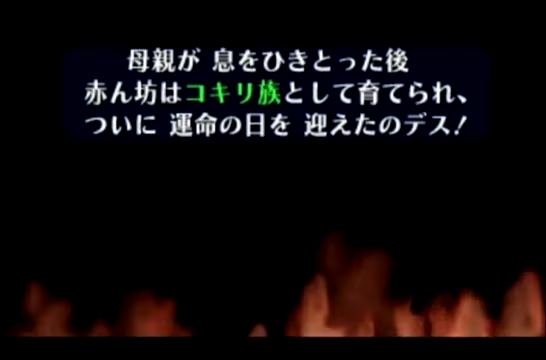 母親が 息をひきとった後
赤ん坊はコキリ族として育てられ、
ついに 運命の日を 迎えたのデス!